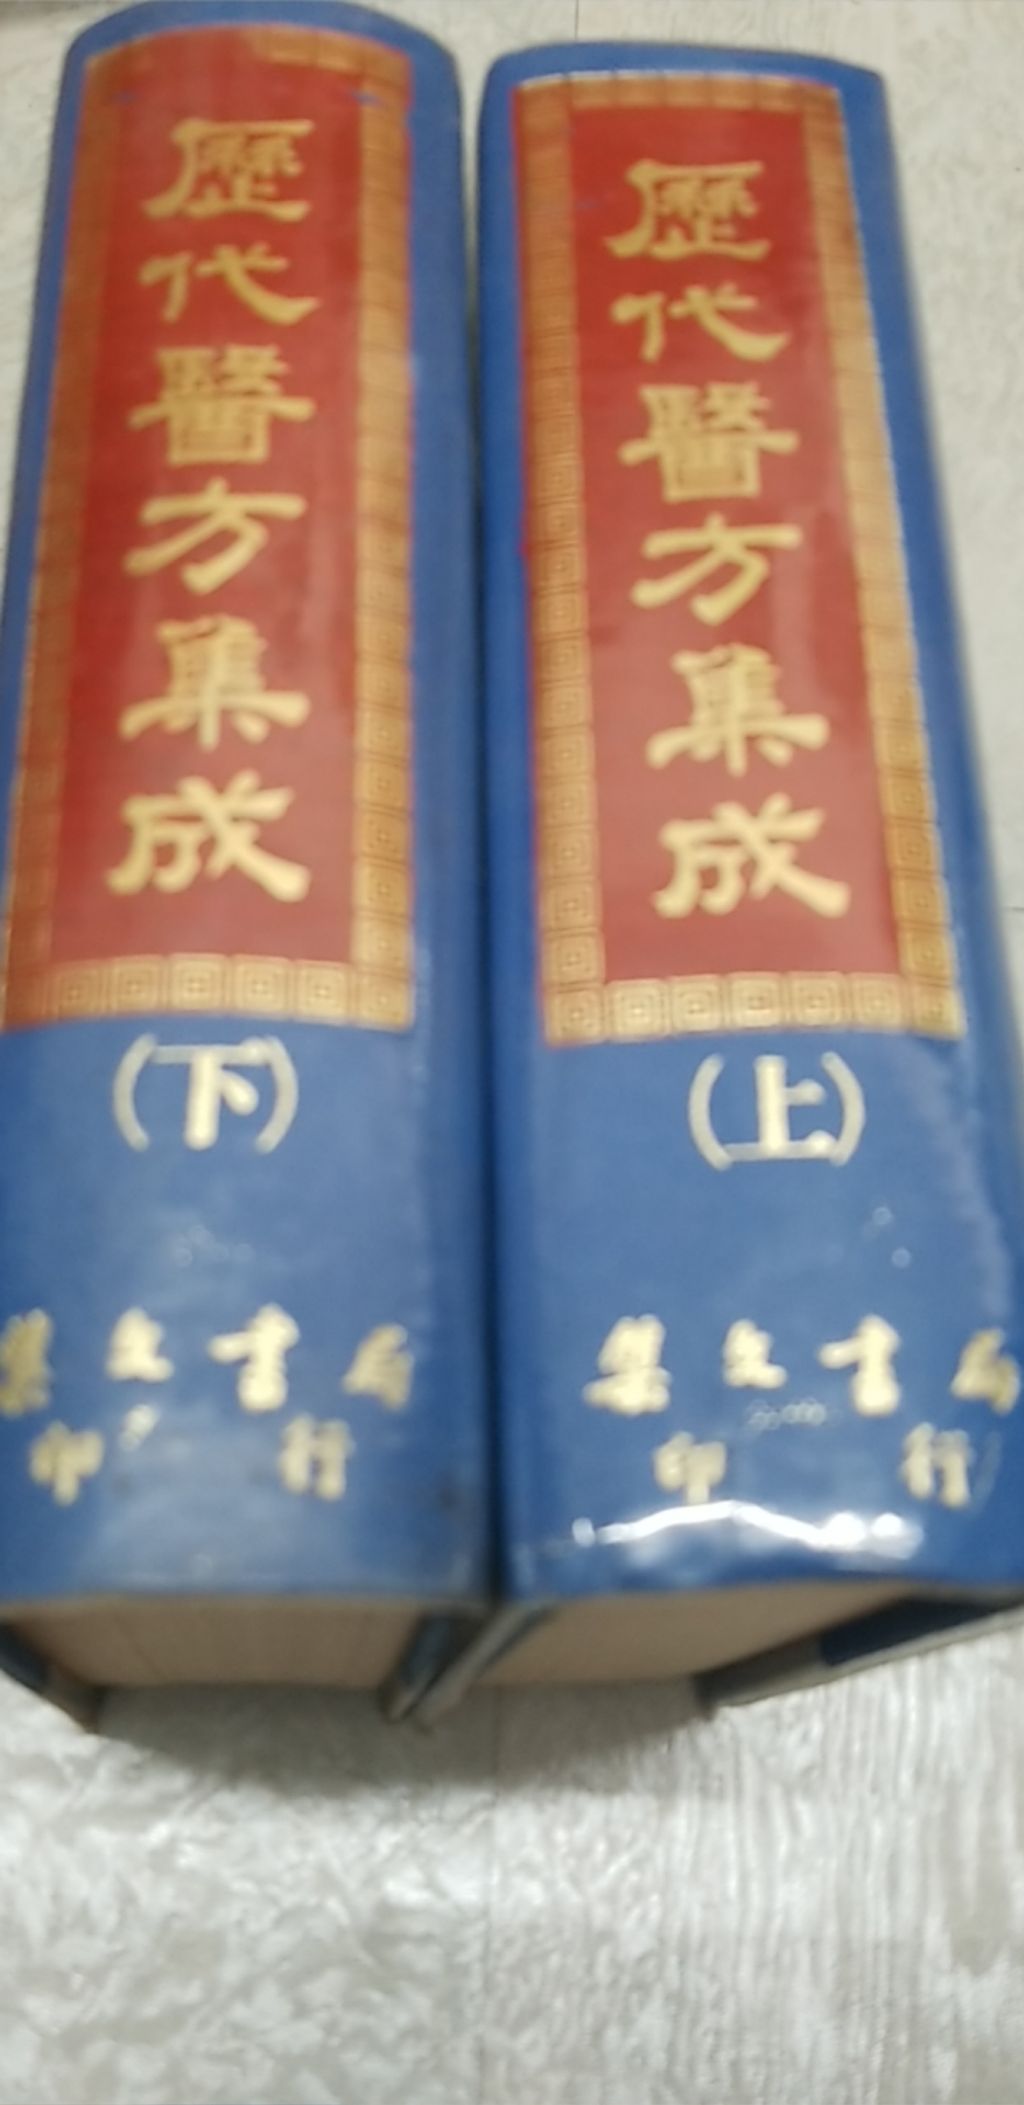 歷代醫方集成
(下)
集文書局
印行
歷代醫方集成
(上)
集文書局
印行